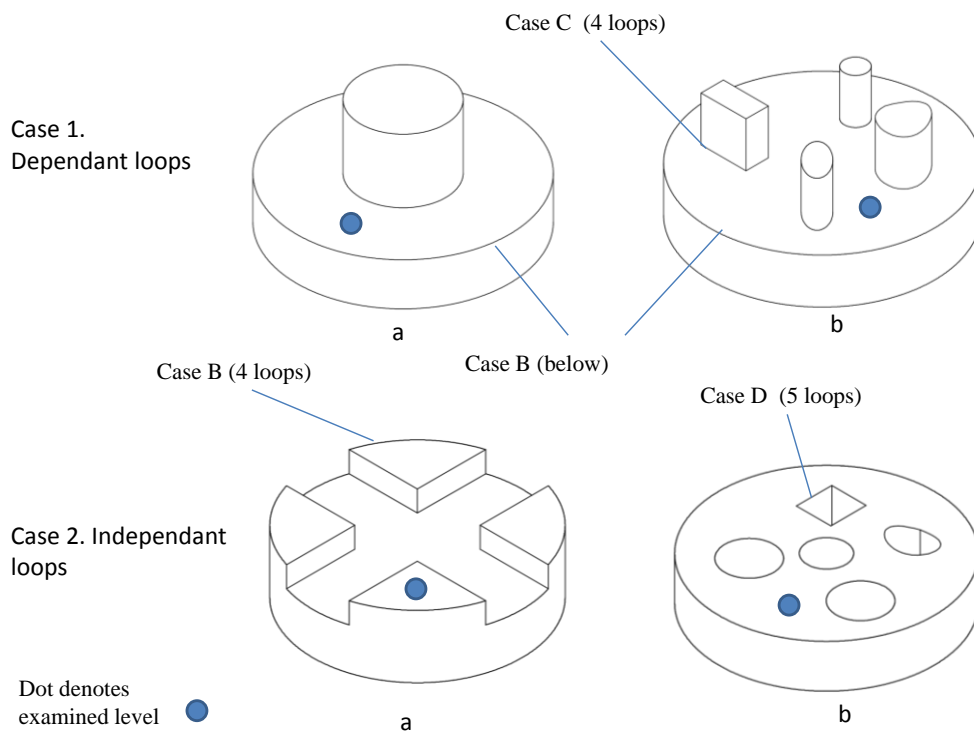 Case C  (4 loops)
Case 1.
Dependant loops
a
b
Case B (below)
Case B (4 loops)
Case D  (5 loops)
Case 2. Independant
loops
Dot denotes
examined level
a
b